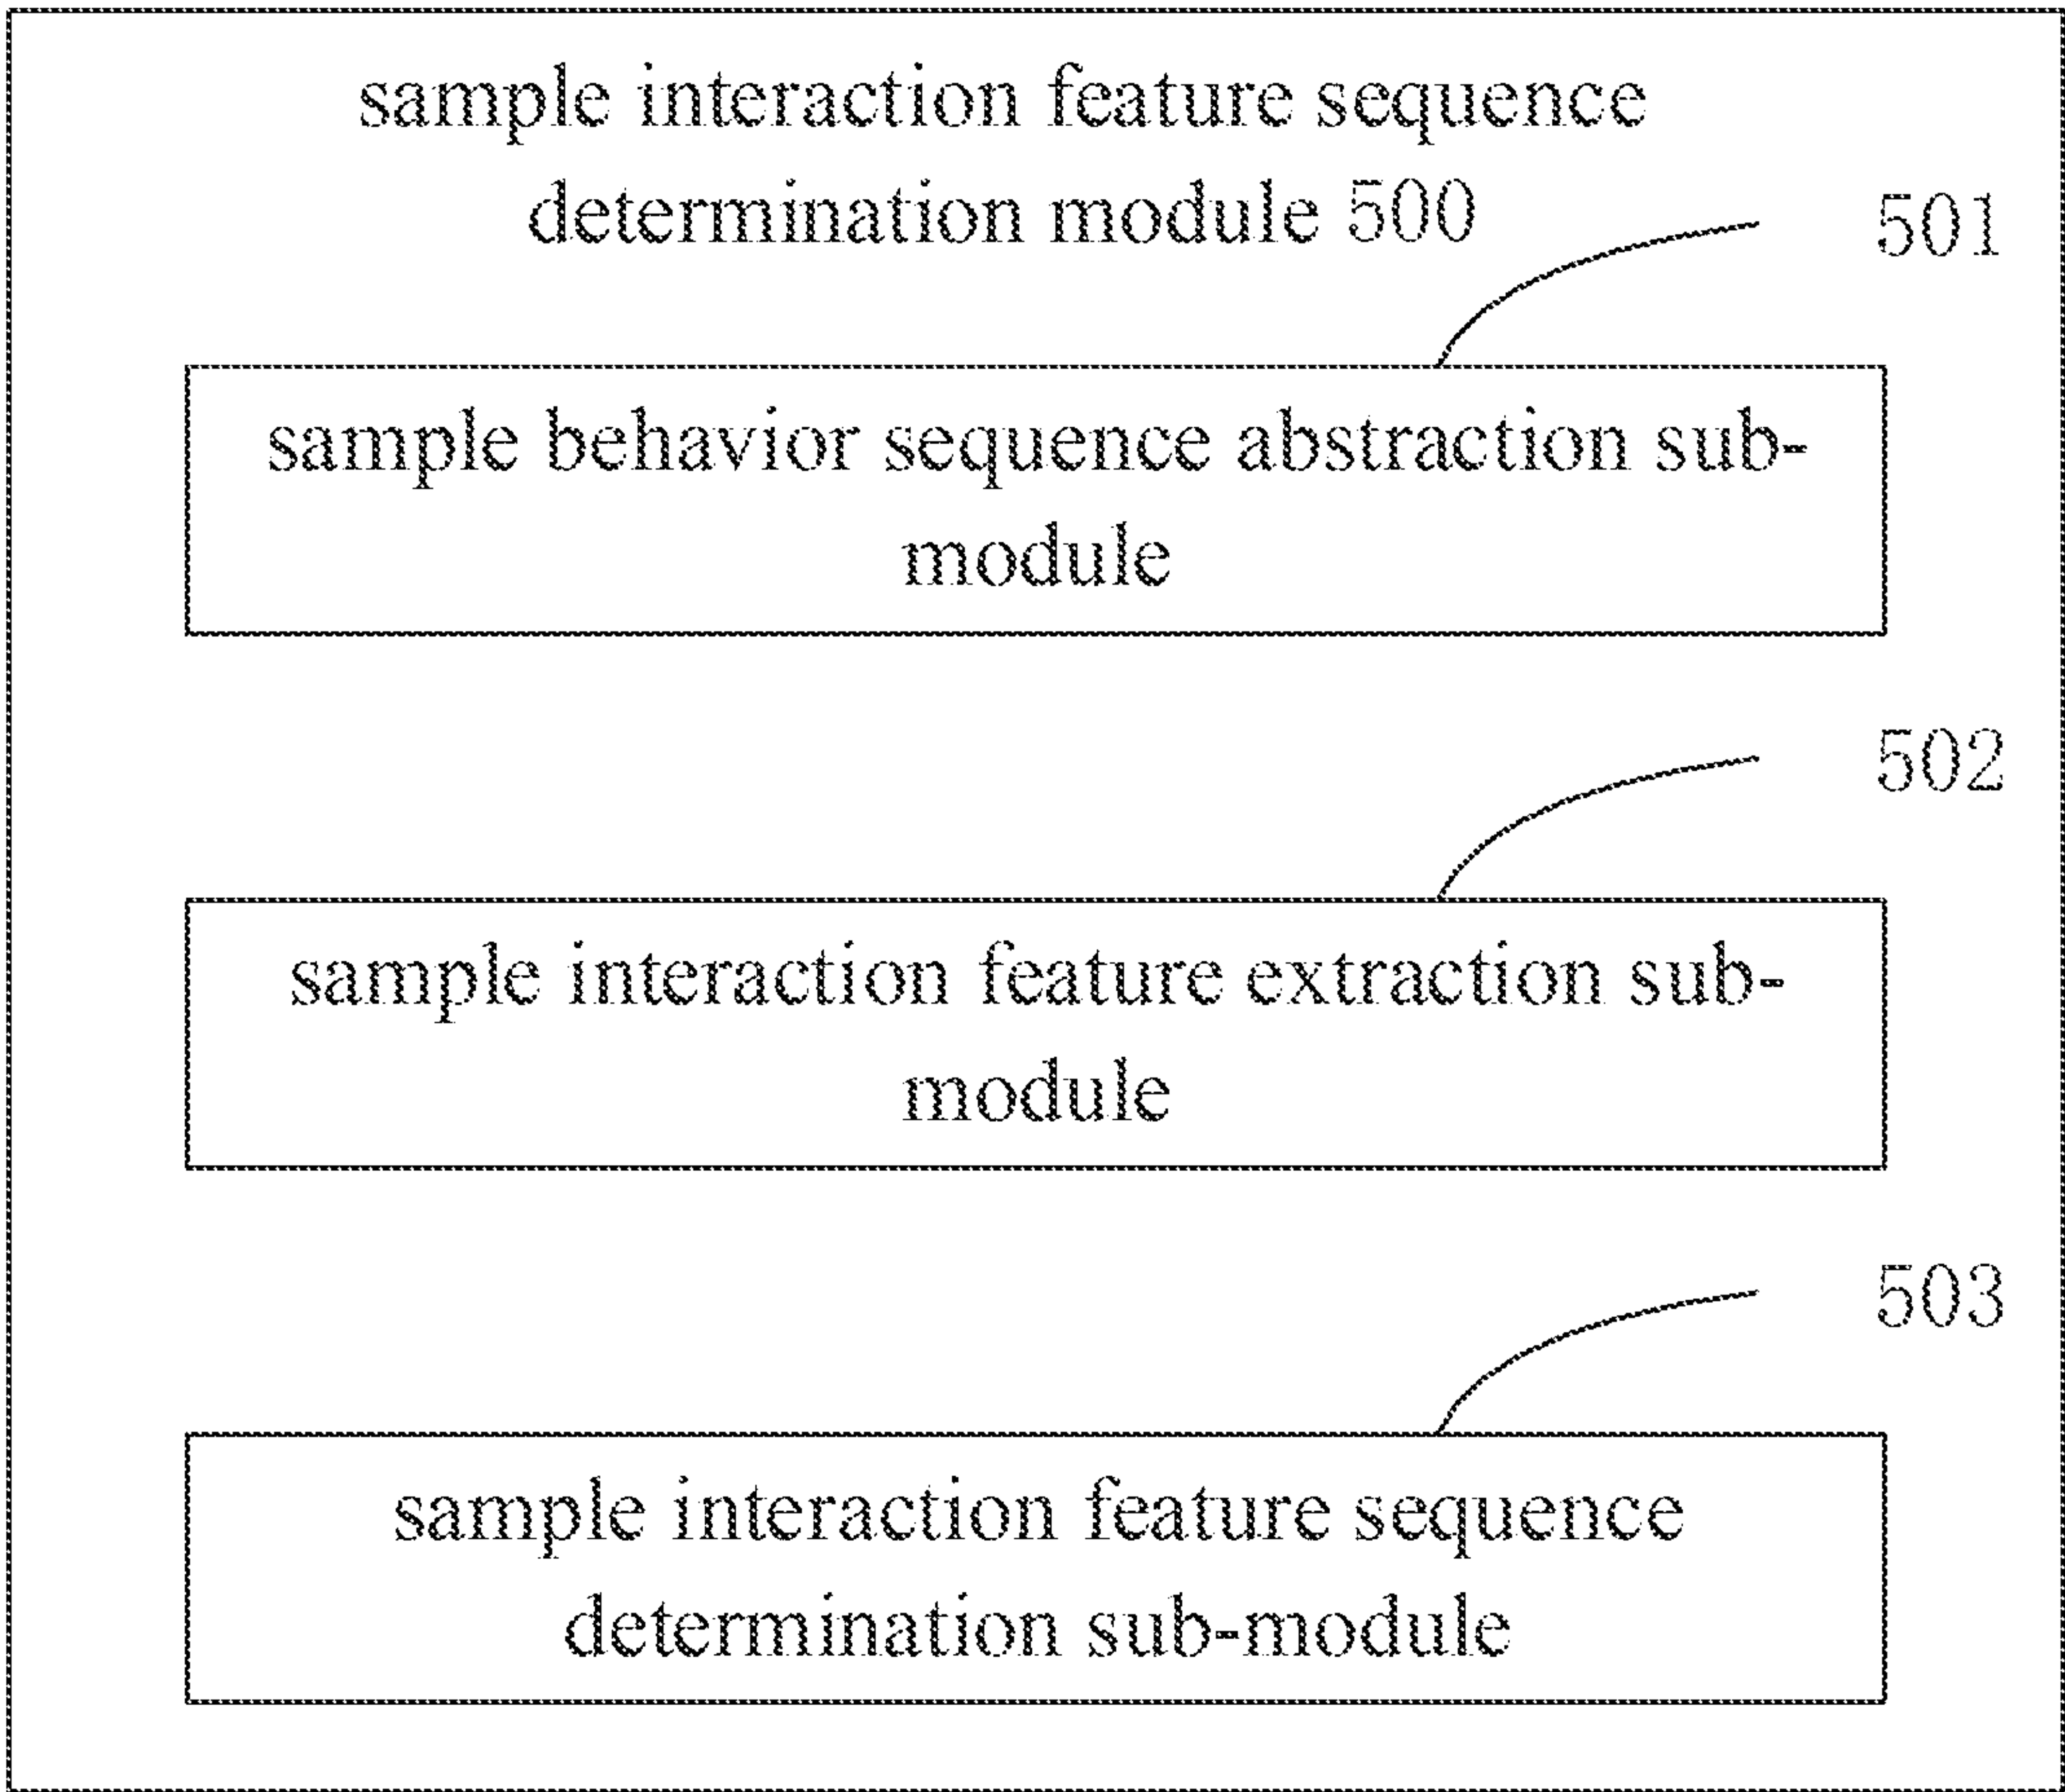 sample interaction feature sequence
determination module 500
501
sample behavior sequence abstraction sub-
module
502
sample interaction feature extraction sub-
module
503
sample interaction feature sequence
determination sub-module